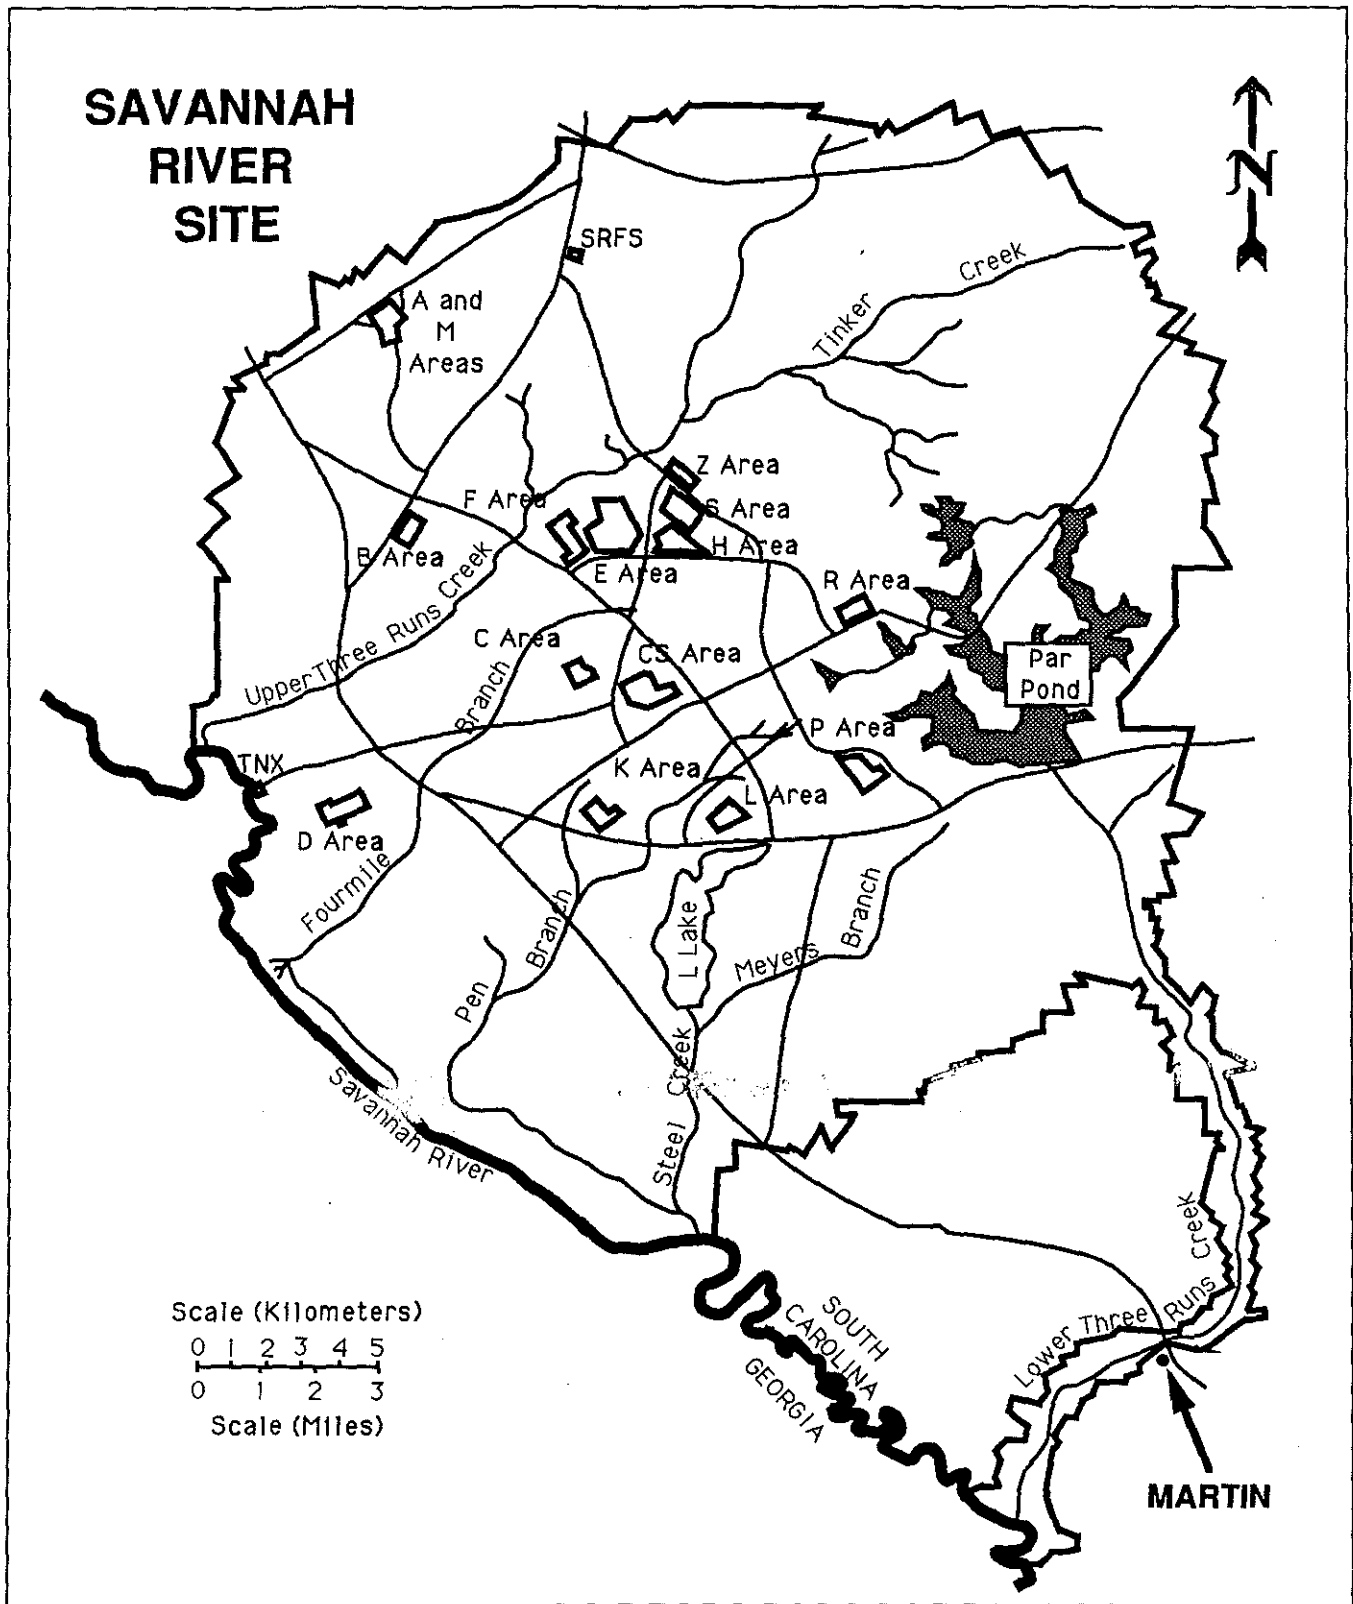 SAVANNAH
RIVER
SITE
N
SRFS
Creek
Tinker
A and
M
Areas
Z Area
F Area
S Area
H Area
B Area
E Area
R Area
Upper Three Runs Creek
C Area
CS Area
Par
Pond
Branch
P Area
TNX
K Area
L Area
D Area
Fourmile
Branch
Branch
L Lake
Meyers
Pen
Creek
Savannah River
Steel
Creek
Lower Three Runs
SOUTH
CAROLINA
GEORGIA
Scale (Kilometers)
0 1 2 3 4 5
0 1 2 3
Scale (Miles)
MARTIN